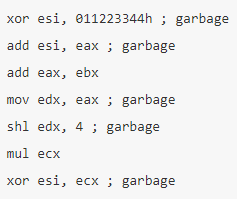 xor esi, 011223344h ; garbage
add esi, eax ; garbage
add eax, ebx
mov edx, eax ; garbage
shl edx, 4 ; garbage
mul ecx
xor esi, ecx ; garbage